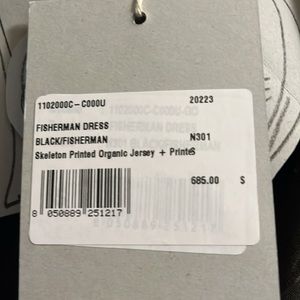 1102000C-C000U 20223
FISHERMAN DRESS
BLACK/FISHERMAN N301
Skeleton Printed Organic Jersey + Prints
S
685.00 $
8 050889 251217